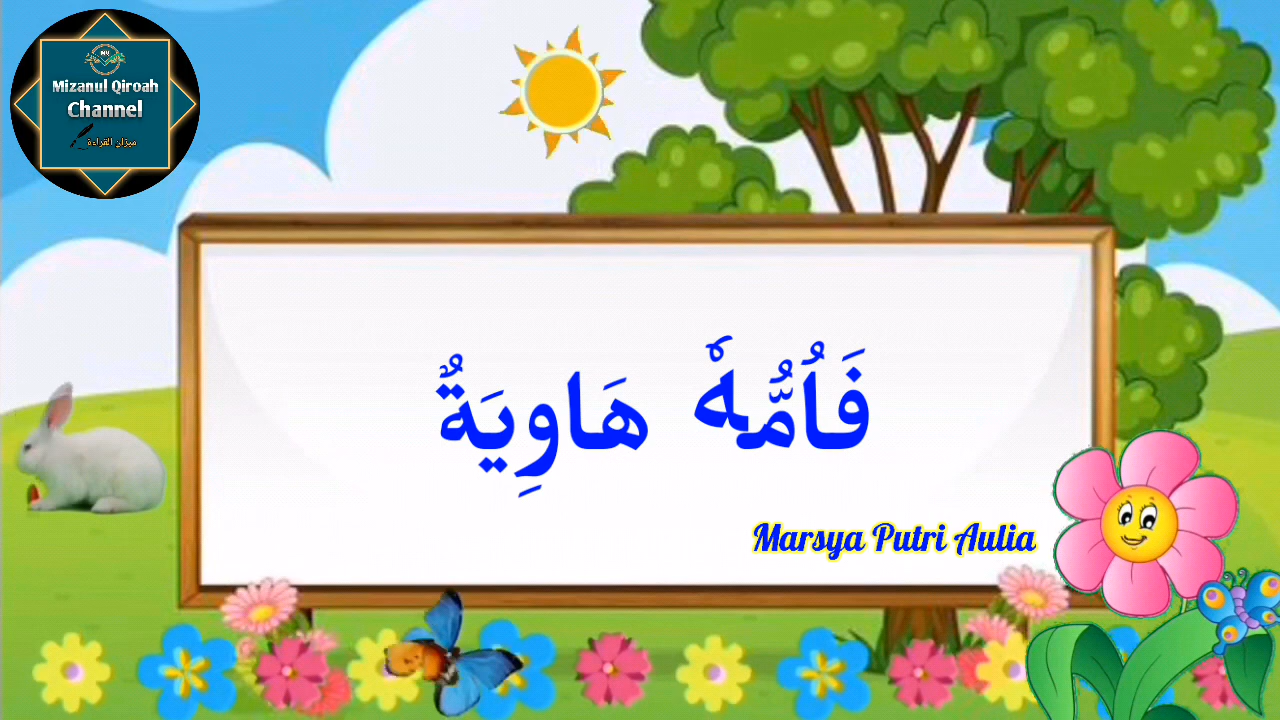 Mizanul Qiroah
Channel
ميزان القراءة
فَاُمُّهٗ هَاوِيَةٌ
Marsya Putri Aulia